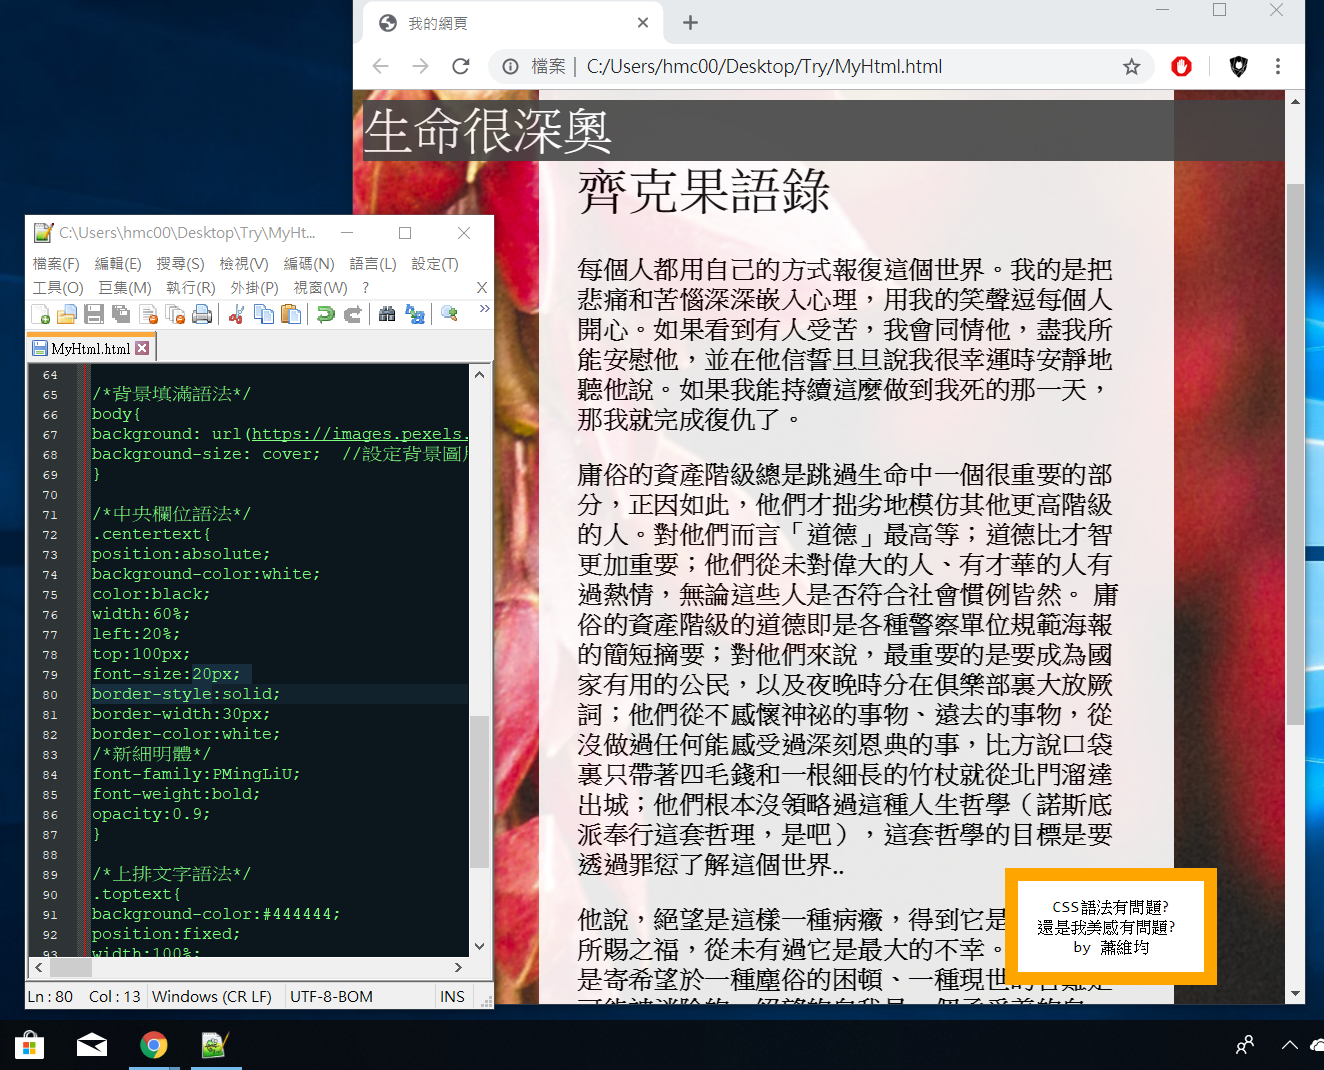 我的網頁
檔案 | C:/Users/hmc00/Desktop/Try/MyHtml.html
生命很深奧
齊克果語錄
每個人都用自己的方式報復這個世界。我的是把
悲痛和苦惱深深嵌入心理，用我的笑聲逗每個人
開心。如果看到有人受苦，我會同情他，盡我所
能安慰他，並在他信誓旦旦說我很幸運時安靜地
聽他說。如果我能持續這麼做到我死的那一天，
那我就完成復仇了。
庸俗的資產階級總是跳過生命中一個很重要的部
分，正因如此，他們才拙劣地模仿其他更高階級
的人。對他們而言「道德」最高等；道德比才智
更加重要；他們從未對偉大的人、有才華的人有
過熱情，無論這些人是否符合社會慣例皆然。 庸
俗的資產階級的道德即是各種警察單位規範海報
的簡短摘要；對他們來說，最重要的是要成為國
家有用的公民，以及夜晚時分在俱樂部裏大放厥
詞；他們從不感懷神祕的事物、遠去的事物，從
沒做過任何能感受過深刻恩典的事，比方說口袋
裏只帶著四毛錢和一根細長的竹杖就從北門溜達
出城；他們根本沒領略過這種人生哲學（諾斯底
派奉行這套哲理，是吧），這套哲學的目標是要
透過罪愆了解這個世界..
他說，絕望是這樣一種病癥，得到它是
所賜之福，從未有過它是最大的不幸。
是寄希望於一種塵俗的困頓、一種現世
CSS語法有問題?
還是我美感有問題?
by 蕭維均
C:\Users\hmc00\Desktop\Try\MyHt...
檔案(F) 編輯(E) 搜尋(S) 檢視(V) 編碼(N) 語言(L) 設定(T)
工具(O) 巨集(M) 執行(R) 外掛(P) 視窗(W) ? X
MyHtml.html
64
65 /*背景填滿語法*/
66 body{
67 background: url(https://images.pexels.
68 background-size: cover; //設定背景圖片
69 }
70
71 /*中央欄位語法*/
72 .centertext{
73 position:absolute;
74 background-color:white;
75 color:black;
76 width:60%;
77 left:20%;
78 top:100px;
79 font-size:20px;
80 border-style:solid;
81 border-width:30px;
82 border-color:white;
83 /*新細明體*/
84 font-family:PMingLiU;
85 font-weight:bold;
86 opacity:0.9;
87 }
88
89 /*上排文字語法*/
90 .toptext{
91 background-color:#444444;
92 position:fixed;
93 width:100%;
Ln : 80 Col : 13 Windows (CR LF) UTF-8-BOM INS